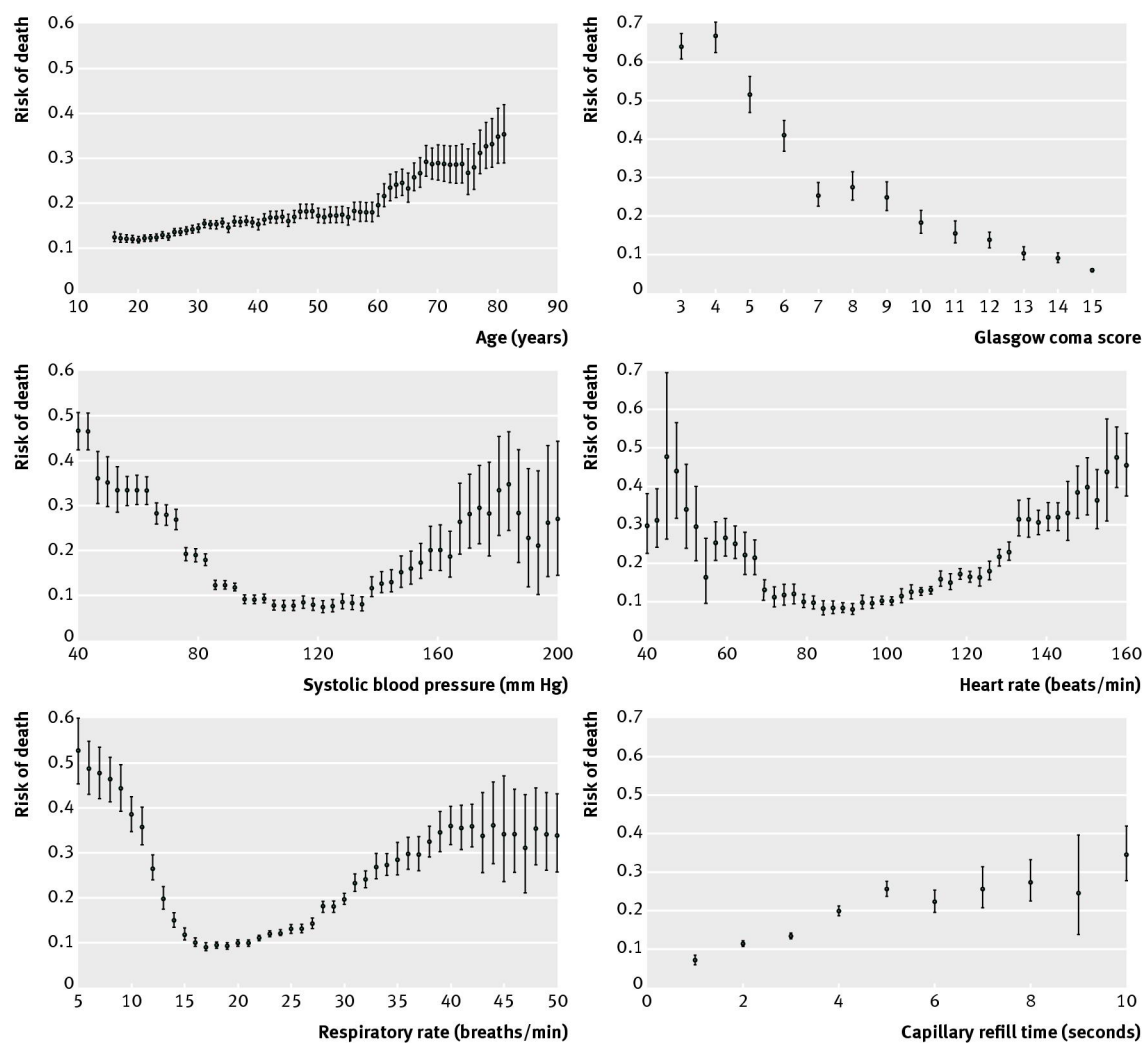 Risk of death
0.6
0.5
0.4
0.3
0.2
0.1
0
10 20 30 40 50 60 70 80 90
Age (years)
Risk of death
0.7
0.6
0.5
0.4
0.3
0.2
0.1
0
3 4 5 6 7 8 9 10 11 12 13 14 15
Glasgow coma score
Risk of death
0.6
0.5
0.4
0.3
0.2
0.1
0
40 80 120 160 200
Systolic blood pressure (mm Hg)
Risk of death
0.7
0.6
0.5
0.4
0.3
0.2
0.1
0
40 60 80 100 120 140 160
Heart rate (beats/min)
Risk of death
0.6
0.5
0.4
0.3
0.2
0.1
0
5 10 15 20 25 30 35 40 45 50
Respiratory rate (breaths/min)
Risk of death
0.7
0.6
0.5
0.4
0.3
0.2
0.1
0
0 2 4 6 8 10
Capillary refill time (seconds)